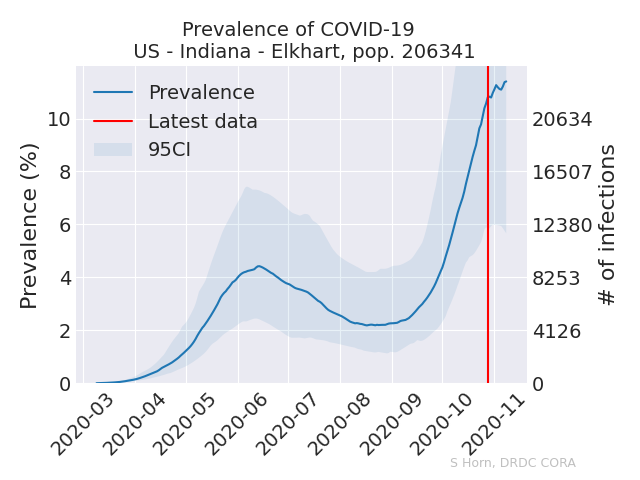 Prevalence of COVID-19
US - Indiana - Elkhart, pop. 206341
Prevalence
Latest data
95CI
Prevalence (%)
0
2
4
6
8
10
0
4126
8253
12380
16507
20634
# of infections
2020-03
2020-04
2020-05
2020-06
2020-07
2020-08
2020-09
2020-10
2020-11
S Horn, DRDC CORA